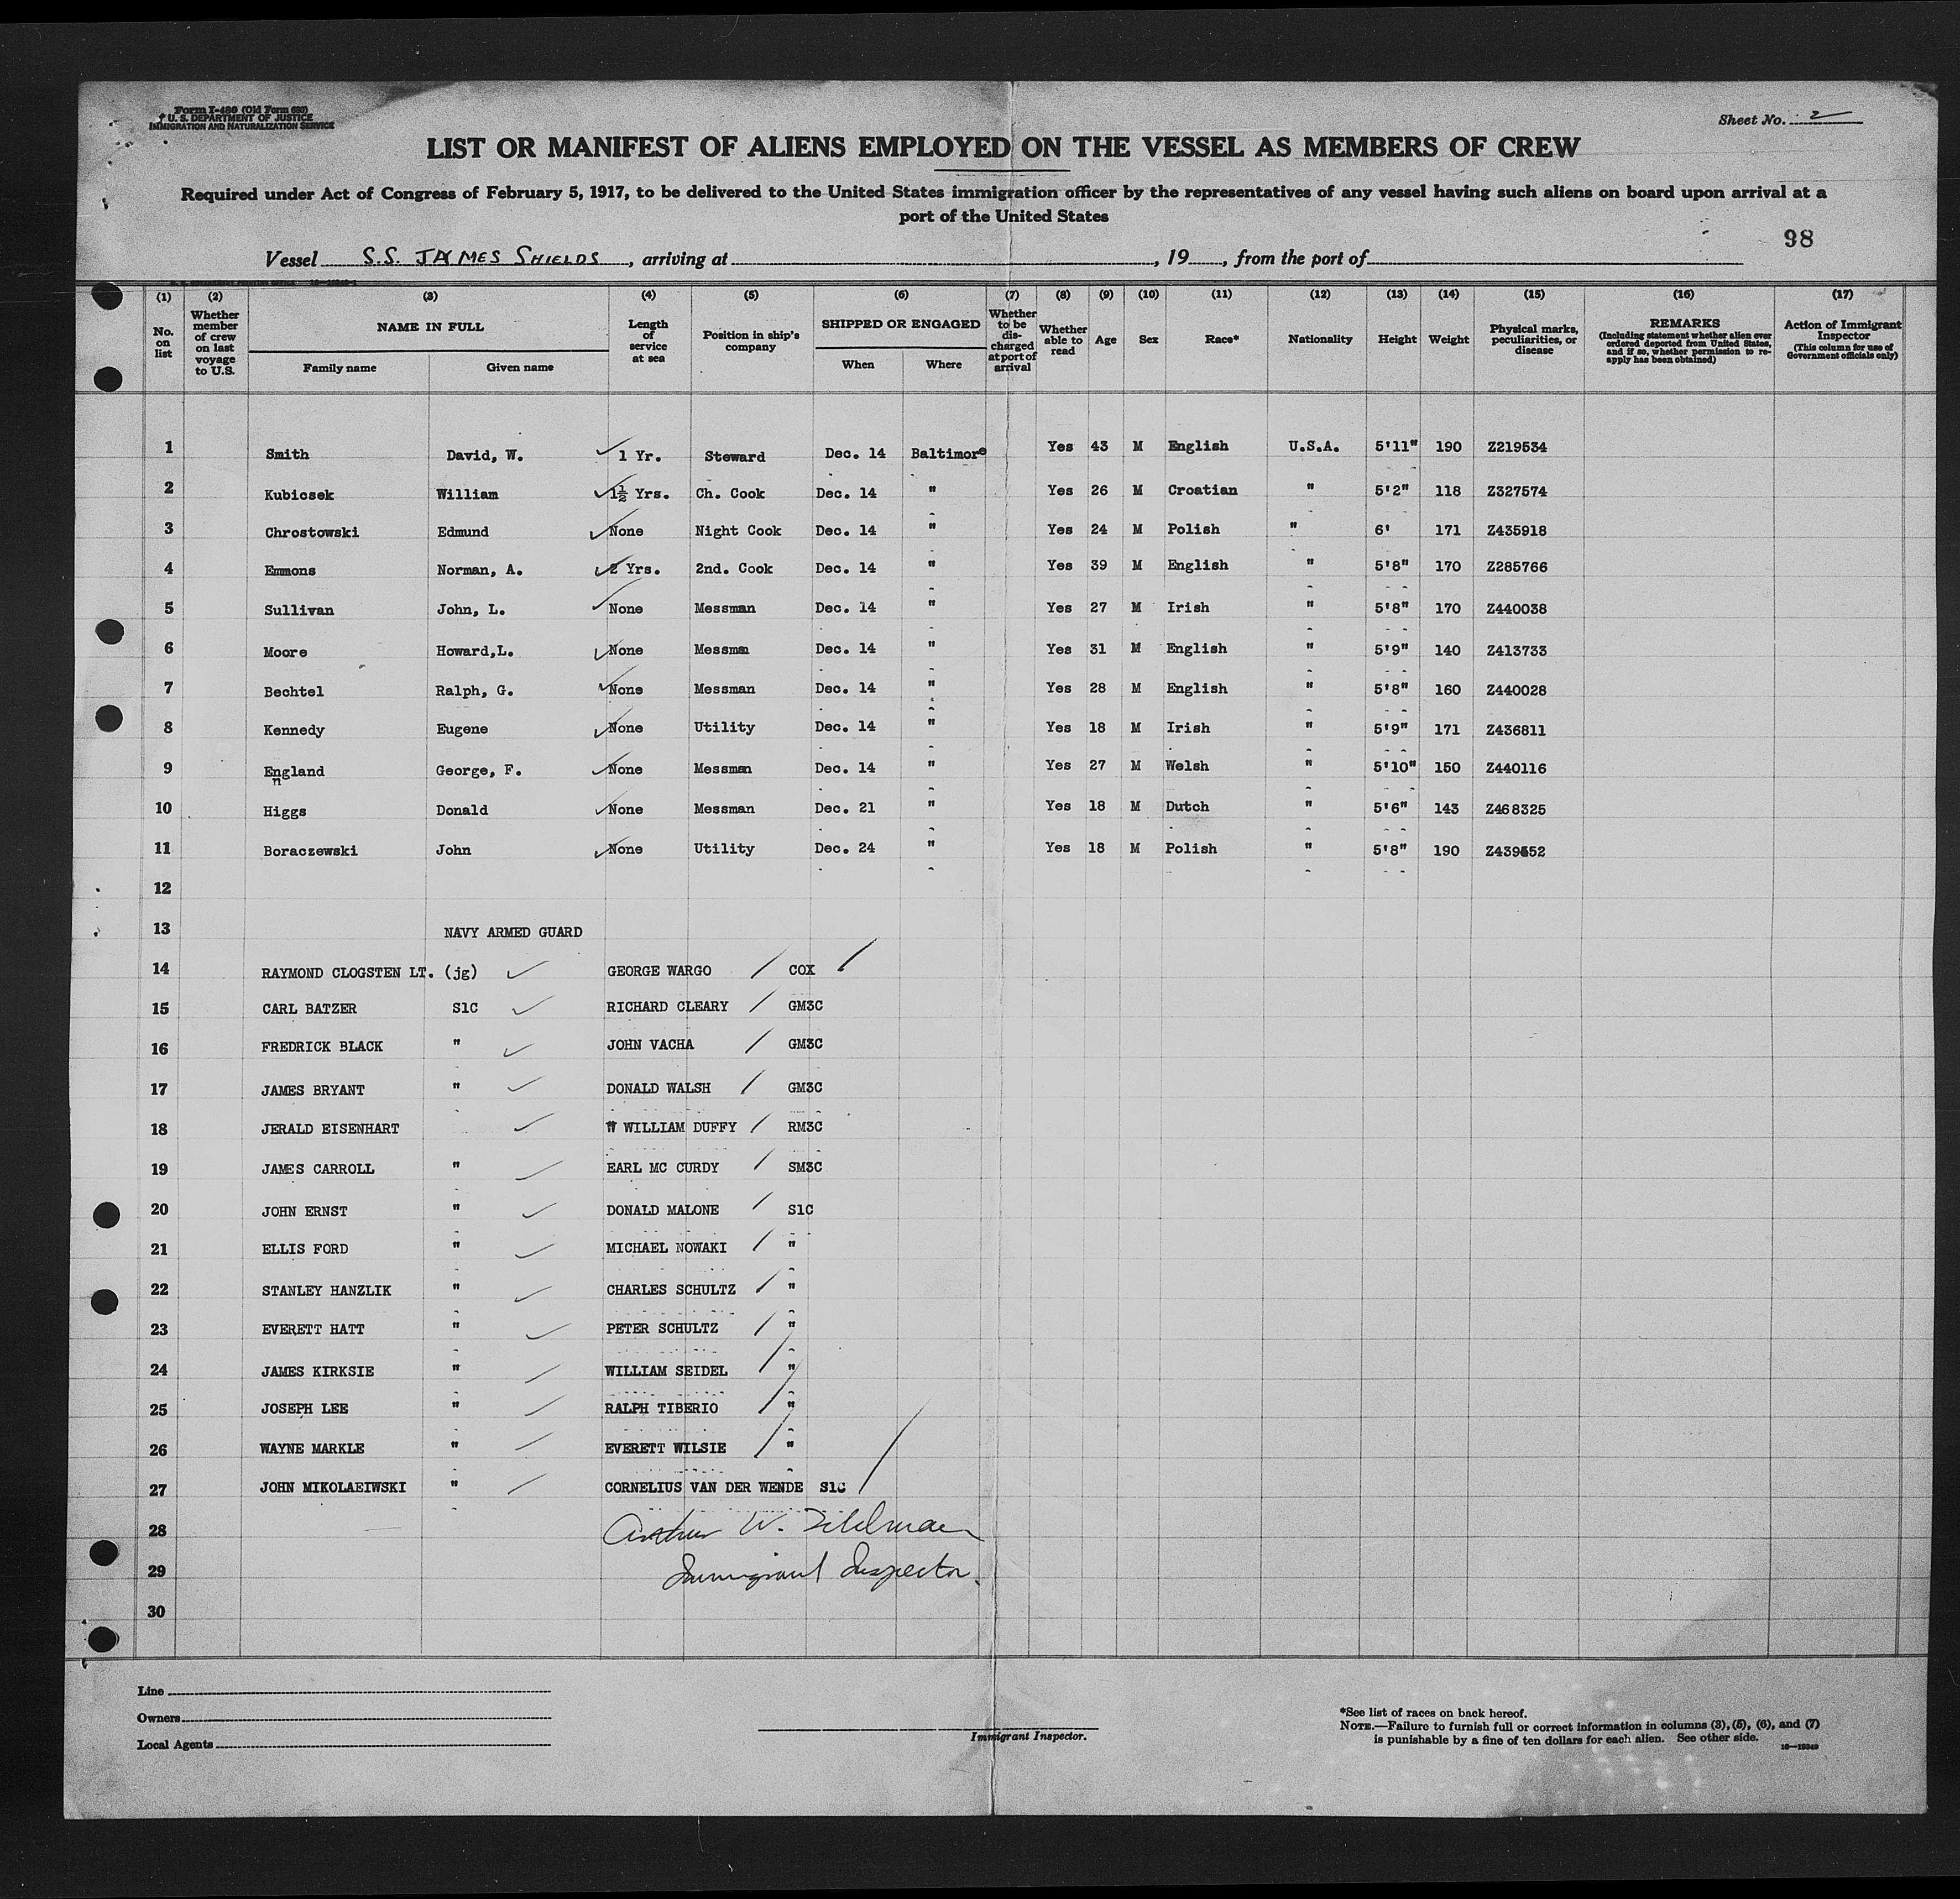 Form I-480 (Old Form 680)
U. S. DEPARTMENT OF JUSTICE
IMMIGRATION AND NATURALIZATION SERVICE
Sheet No. 2
LIST OR MANIFEST OF ALIENS EMPLOYED ON THE VESSEL AS MEMBERS OF CREW
Required under Act of Congress of February 5, 1917, to be delivered to the United States immigration officer by the representatives of any vessel having such aliens on board upon arrival at a
port of the United States
98
Vessel S.S. JAMES SHIELDS, arriving at , 19 , from the port of
(1) (2) (3) (4) (5) (6) (7) (8) (9) (10) (11) (12) (13) (14) (15) (16) (17)
No. on list Whether member of crew on last voyage to U.S. NAME IN FULL Family name Given name Length of service at sea Position in ship's company SHIPPED OR ENGAGED When Where Whether to be discharged at port of arrival Whether able to read Age Sex Race* Nationality Height Weight Physical marks, peculiarities, or disease REMARKS (Including statement whether alien ever ordered deported from United States, and if so, whether permission to reapply has been obtained) Action of Immigrant Inspector (This column for use of Government officials only)
1 Smith David, W. 1 Yr. Steward Dec. 14 Baltimore Yes 43 M English U.S.A. 5'11" 190 Z219534
2 Kubicsek William 1½ Yrs. Ch. Cook Dec. 14 " Yes 26 M Croatian " 5'2" 118 Z327574
3 Chrostowski Edmund None Night Cook Dec. 14 " Yes 24 M Polish " 6' 171 Z435918
4 Emmons Norman, A. 2 Yrs. 2nd. Cook Dec. 14 " Yes 39 M English " 5'8" 170 Z285766
5 Sullivan John, L. None Messman Dec. 14 " Yes 27 M Irish " 5'8" 170 Z440038
6 Moore Howard,L. None Messman Dec. 14 " Yes 31 M English " 5'9" 140 Z413733
7 Bechtel Ralph, G. None Messman Dec. 14 " Yes 28 M English " 5'8" 160 Z440028
8 Kennedy Eugene None Utility Dec. 14 " Yes 18 M Irish " 5'9" 171 Z436811
9 England George, F. None Messman Dec. 14 " Yes 27 M Welsh " 5'10" 150 Z440116
10 Higgs Donald None Messman Dec. 21 " Yes 18 M Dutch " 5'6" 143 Z468325
11 Boraczewski John None Utility Dec. 24 " Yes 18 M Polish " 5'8" 190 Z439652
12
13 NAVY ARMED GUARD
14 RAYMOND CLOGSTEN LT. (jg) GEORGE WARGO COX
15 CARL BATZER S1C RICHARD CLEARY GM3C
16 FREDRICK BLACK " JOHN VACHA GM3C
17 JAMES BRYANT " DONALD WALSH GM3C
18 JERALD EISENHART WILLIAM DUFFY RM3C
19 JAMES CARROLL " EARL MC CURDY SM3C
20 JOHN ERNST " DONALD MALONE S1C
21 ELLIS FORD " MICHAEL NOWAKI "
22 STANLEY HANZLIK " CHARLES SCHULTZ "
23 EVERETT HATT " PETER SCHULTZ "
24 JAMES KIRKSIE " WILLIAM SEIDEL "
25 JOSEPH LEE " RALPH TIBERIO "
26 WAYNE MARKLE " EVERETT WILSIE "
27 JOHN MIKOLAEIWSKI " CORNELIUS VAN DER WENDE S1C
28 Arthur W.
29 Immigrant Inspector.
30
Line
Owners
Local Agents
Immigrant Inspector.
*See list of races on back hereof.
NOTE.—Failure to furnish full or correct information in columns (3), (5), (6), and (7)
is punishable by a fine of ten dollars for each alien. See other side.